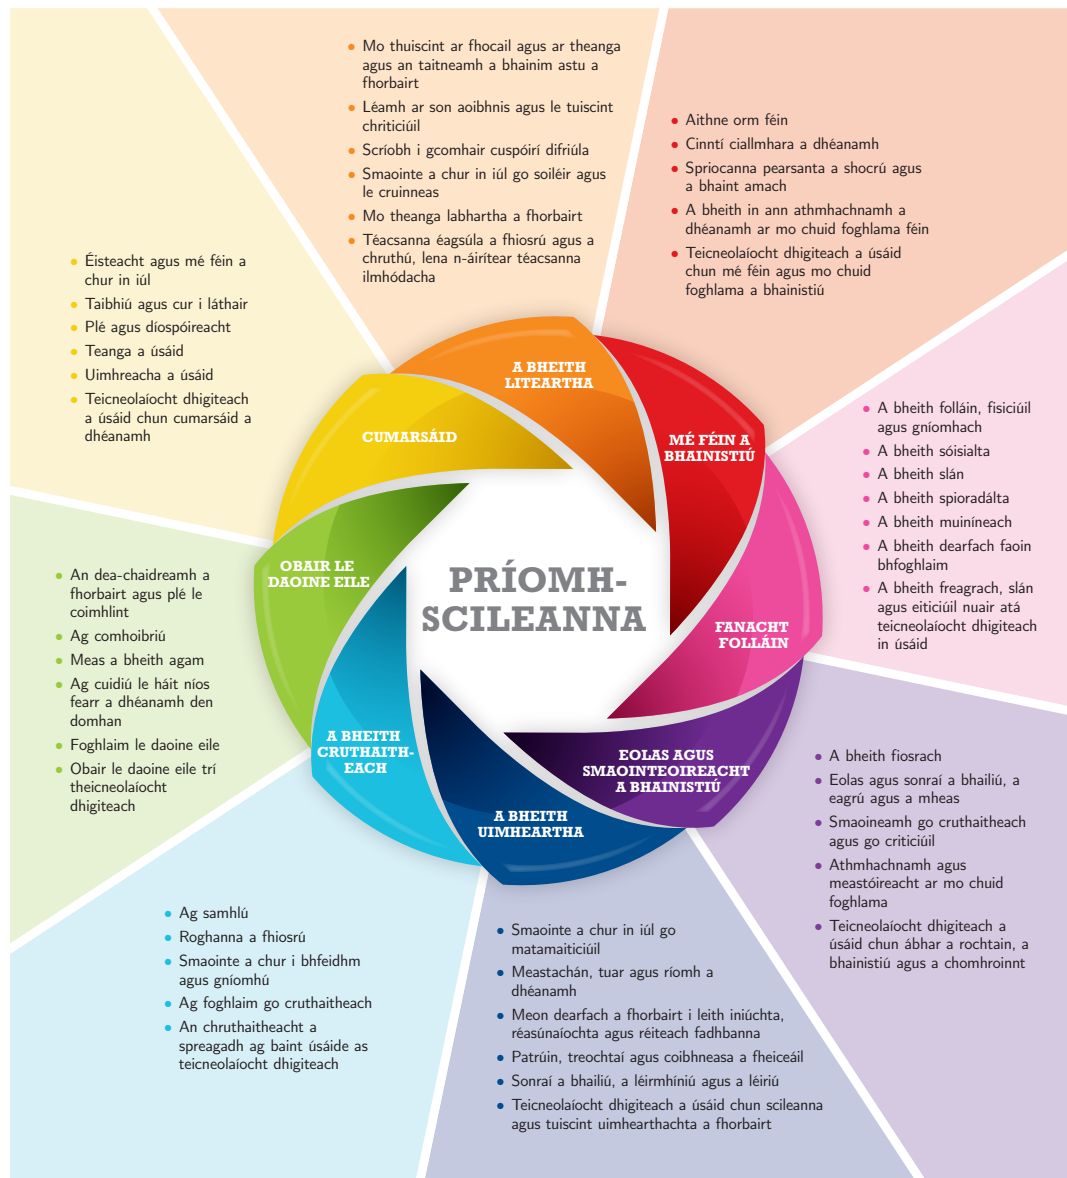 • Mo thuiscint ar fhocail agus ar theanga
agus an taitneamh a bhainim astu a
fhorbairt
• Léamh ar son aoibhnis agus le tuiscint
chriticiúil
• Scríobh i gcomhair cuspóirí difriúla
• Smaointe a chur in iúl go soiléir agus
le cruinneas
• Mo theanga labhartha a fhorbairt
• Téacsanna éagsúla a fhiosrú agus a
chruthú, lena n-áirítear téacsanna
ilmhódacha
• Aithne orm féin
• Cinntí ciallmhara a dhéanamh
• Spriocanna pearsanta a shocrú agus
a bhaint amach
• A bheith in ann athmhachnamh a
dhéanamh ar mo chuid foghlama féin
• Teicneolaíocht dhigiteach a úsáid
chun mé féin agus mo chuid
foghlama a bhainistiú
• Éisteacht agus mé féin a
chur in iúl
• Taibhiú agus cur i láthair
• Plé agus díospóireacht
• Teanga a úsáid
• Uimhreacha a úsáid
• Teicneolaíocht dhigiteach
a úsáid chun cumarsáid a
dhéanamh
• A bheith folláin, fisiciúil
agus gníomhach
• A bheith sóisialta
• A bheith slán
• A bheith spioradálta
• A bheith muiníneach
• A bheith dearfach faoin
bhfoghlaim
• A bheith freagrach, slán
agus eiticiúil nuair atá
teicneolaíocht dhigiteach
in úsáid
A BHEITH
LITEARTHA
MÉ FÉIN A
BHAINISTIÚ
CUMARSÁID
OBAIR LE
DAOINE EILE
PRÍOMH-
SCILEANNA
FANACHT
FOLLÁIN
A BHEITH
CRUTHAITH-
EACH
EOLAS AGUS
SMAOINTEOIREACHT
A BHAINISTIÚ
A BHEITH
UIMHEARTHA
• An dea-chaidreamh a
fhorbairt agus plé le
coimhlint
• Ag comhoibriú
• Meas a bheith agam
• Ag cuidiú le háit níos
fearr a dhéanamh den
domhan
• Foghlaim le daoine eile
• Obair le daoine eile trí
theicneolaíocht
dhigiteach
• A bheith fiosrach
• Eolas agus sonraí a bhailiú, a
eagrú agus a mheas
• Smaoineamh go cruthaitheach
agus go criticiúil
• Athmhachnamh agus
meastóireacht ar mo chuid
foghlama
• Teicneolaíocht dhigiteach a
úsáid chun ábhar a rochtain, a
bhainistiú agus a chomhroinnt
• Ag samhlú
• Roghanna a fhiosrú
• Smaointe a chur i bhfeidhm
agus gníomhú
• Ag foghlaim go cruthaitheach
• An chruthaitheacht a
spreagadh ag baint úsáide as
teicneolaíocht dhigiteach
• Smaointe a chur in iúl go
matamaiticiúil
• Meastachán, tuar agus ríomh a
dhéanamh
• Meon dearfach a fhorbairt i leith iniúchta,
réasúnaíochta agus réiteach fadhbanna
• Patrúin, treochtaí agus coibhneasa a fheiceáil
• Sonraí a bhailiú, a léirmhíniú agus a léiriú
• Teicneolaíocht dhigiteach a úsáid chun scileanna
agus tuiscint uimhearthachta a fhorbairt